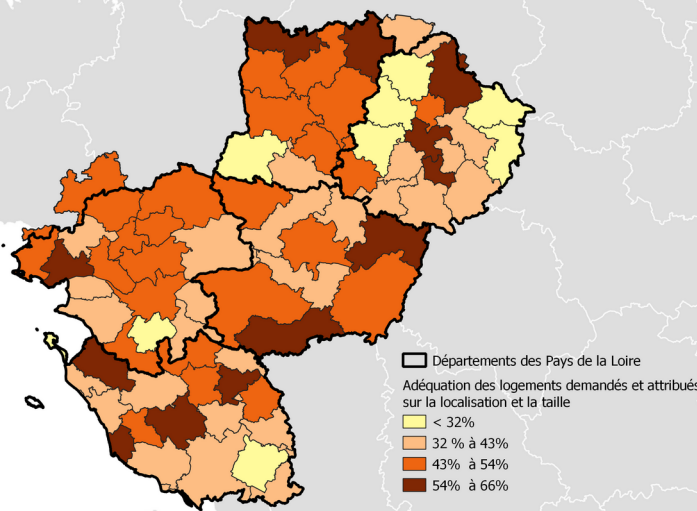 Départements des Pays de la Loire
Adéquation des logements demandés et attribués
sur la localisation et la taille
< 32%
32 % à 43%
43% à 54%
54% à 66%